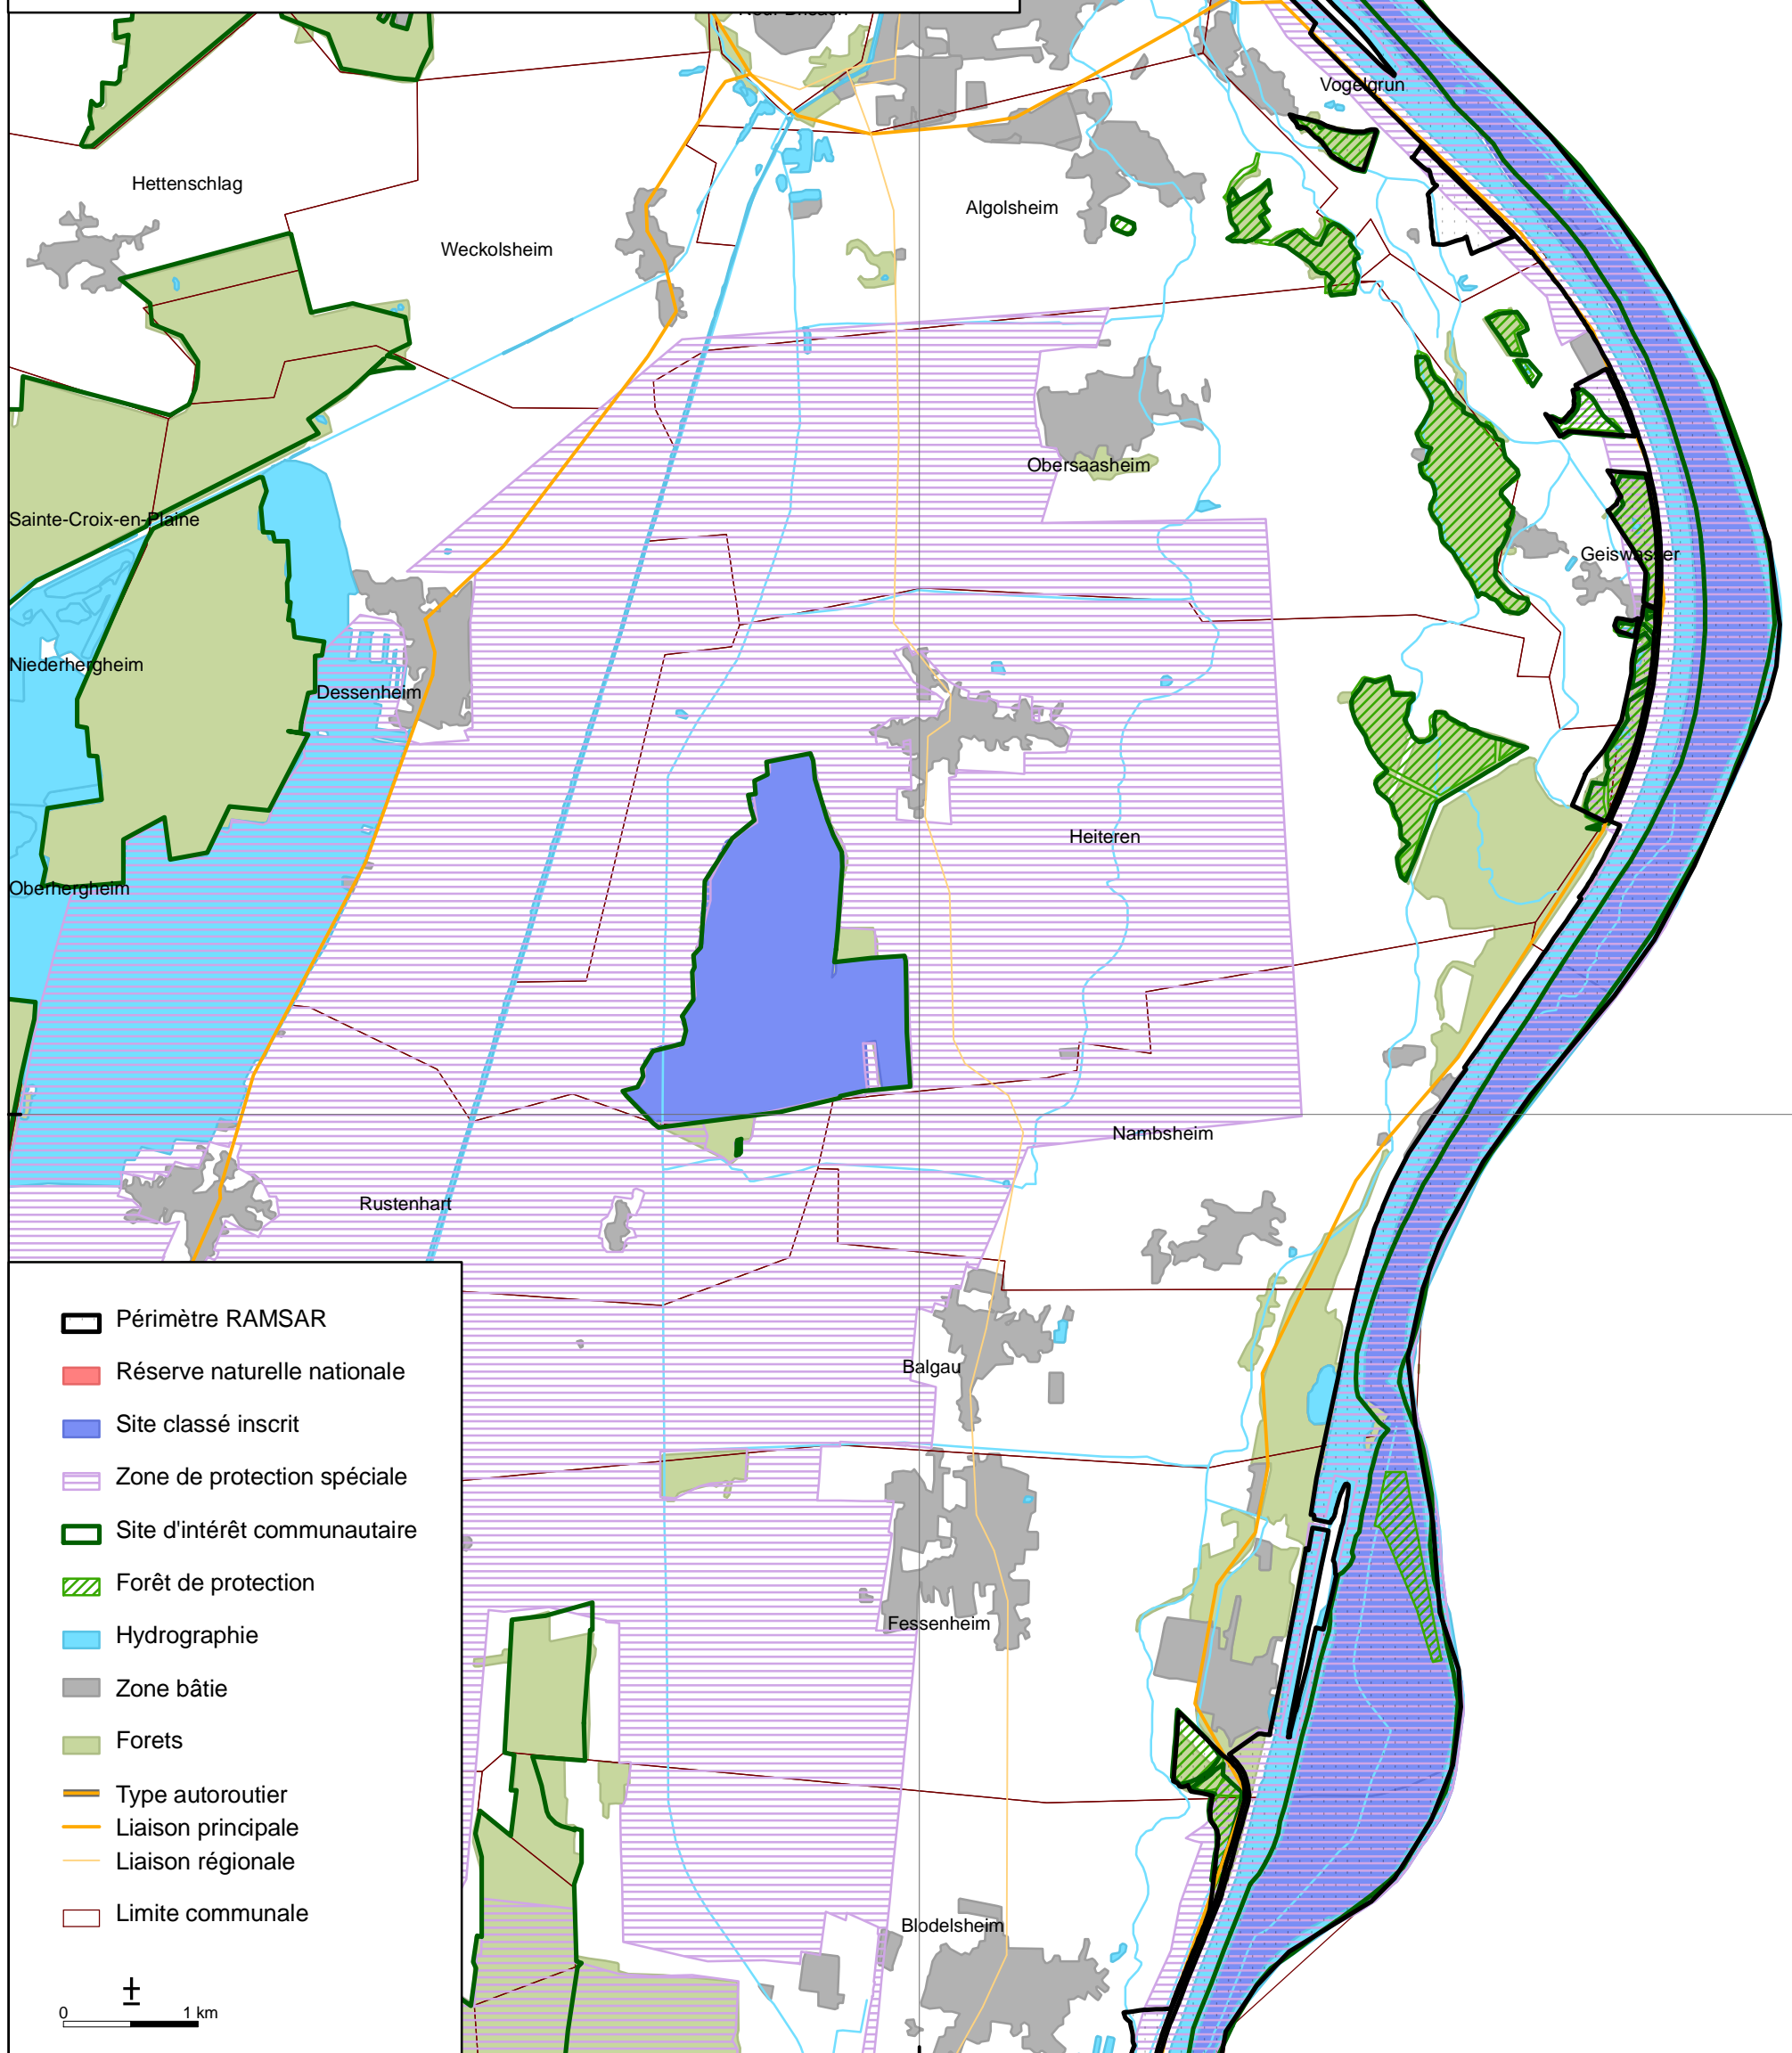 Vogelgrun
Hettenschlag
Algolsheim
Weckolsheim
Obersaasheim
Sainte-Croix-en-Plaine
Geiswasser
Niederhergheim
Dessenheim
Heiteren
Oberhergheim
Nambsheim
Rustenhart
Balgau
Fessenheim
Blodelsheim
Périmètre RAMSAR
Réserve naturelle nationale
Site classé inscrit
Zone de protection spéciale
Site d'intérêt communautaire
Forêt de protection
Hydrographie
Zone bâtie
Forets
Type autoroutier
Liaison principale
Liaison régionale
Limite communale
0 1 km